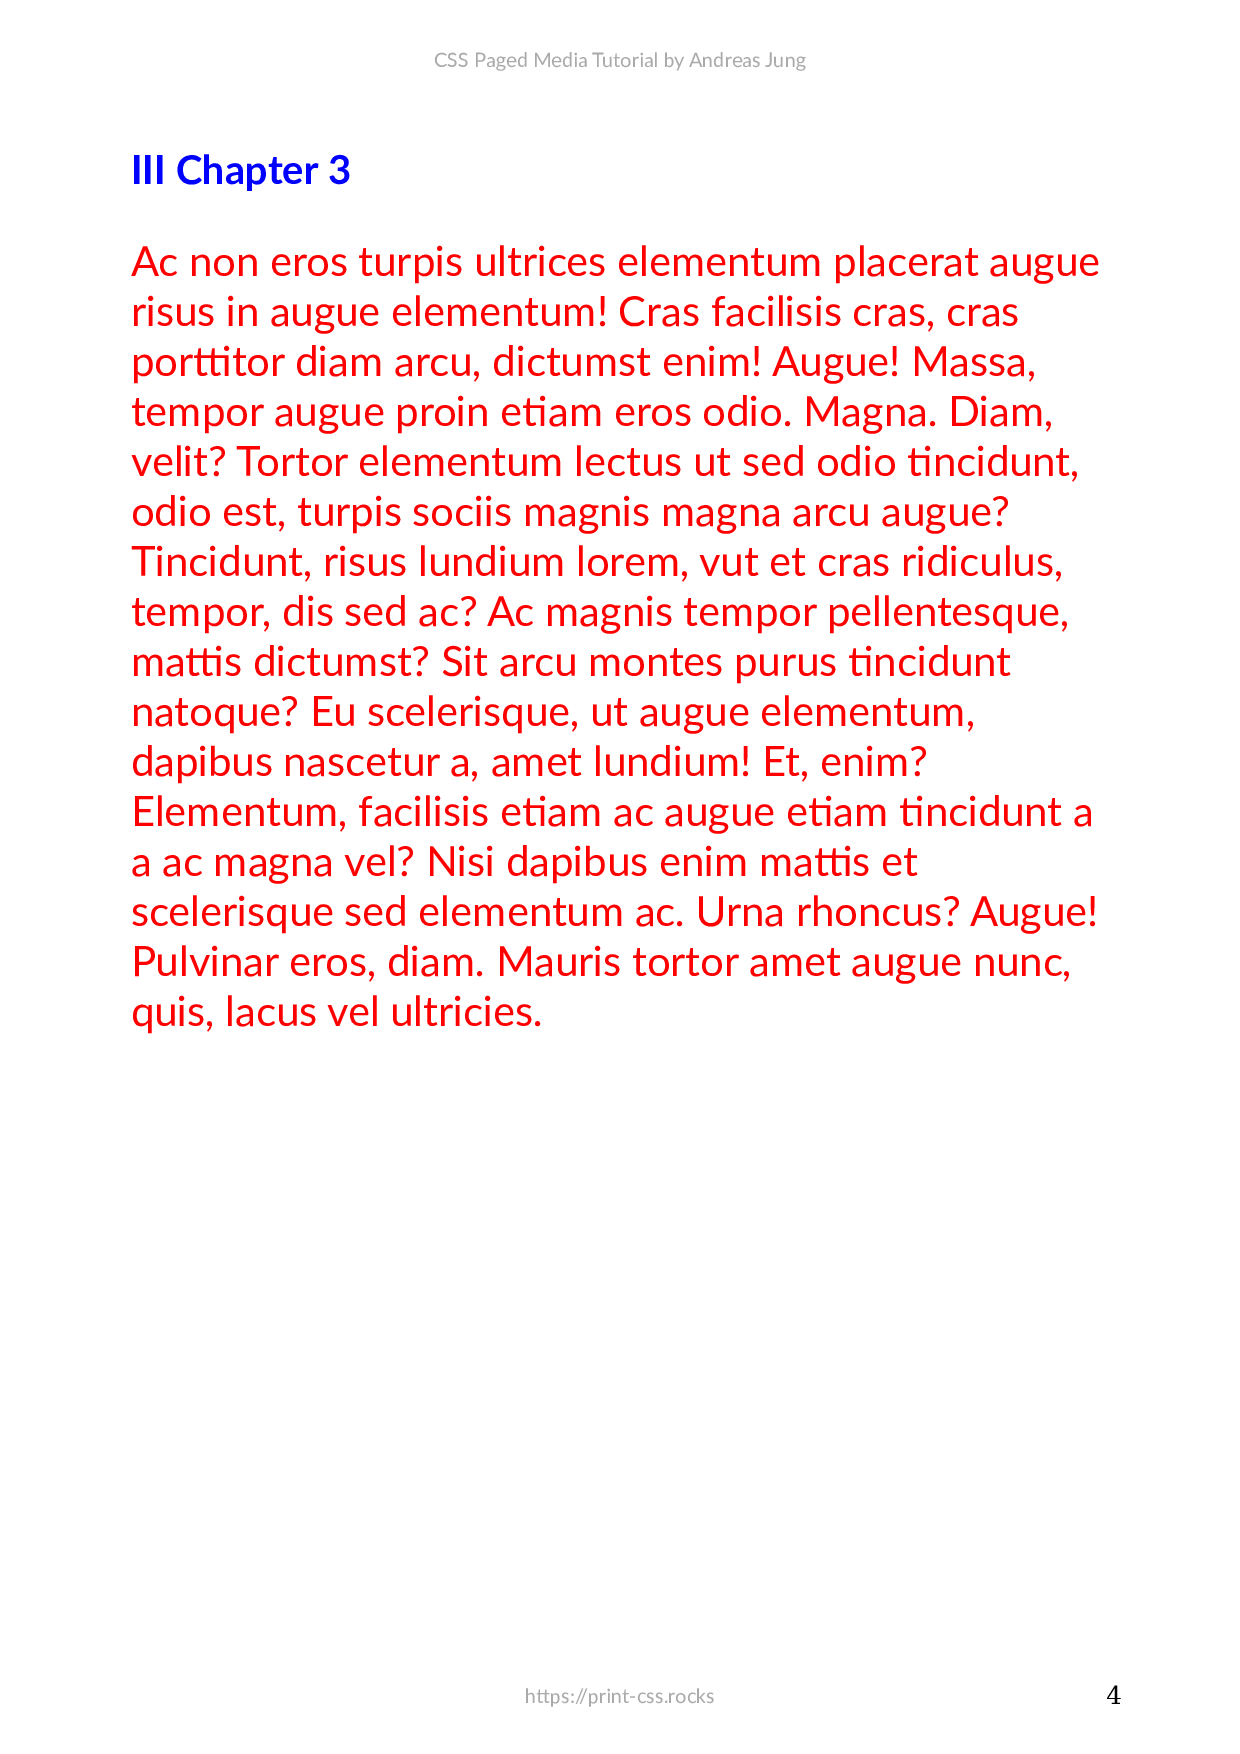 CSS Paged Media Tutorial by Andreas Jung
III Chapter 3
Ac non eros turpis ultrices elementum placerat augue
risus in augue elementum! Cras facilisis cras, cras
porttitor diam arcu, dictumst enim! Augue! Massa,
tempor augue proin etiam eros odio. Magna. Diam,
velit? Tortor elementum lectus ut sed odio tincidunt,
odio est, turpis sociis magnis magna arcu augue?
Tincidunt, risus lundium lorem, vut et cras ridiculus,
tempor, dis sed ac? Ac magnis tempor pellentesque,
mattis dictumst? Sit arcu montes purus tincidunt
natoque? Eu scelerisque, ut augue elementum,
dapibus nascetur a, amet lundium! Et, enim?
Elementum, facilisis etiam ac augue etiam tincidunt a
a ac magna vel? Nisi dapibus enim mattis et
scelerisque sed elementum ac. Urna rhoncus? Augue!
Pulvinar eros, diam. Mauris tortor amet augue nunc,
quis, lacus vel ultricies.
https://print-css.rocks
4